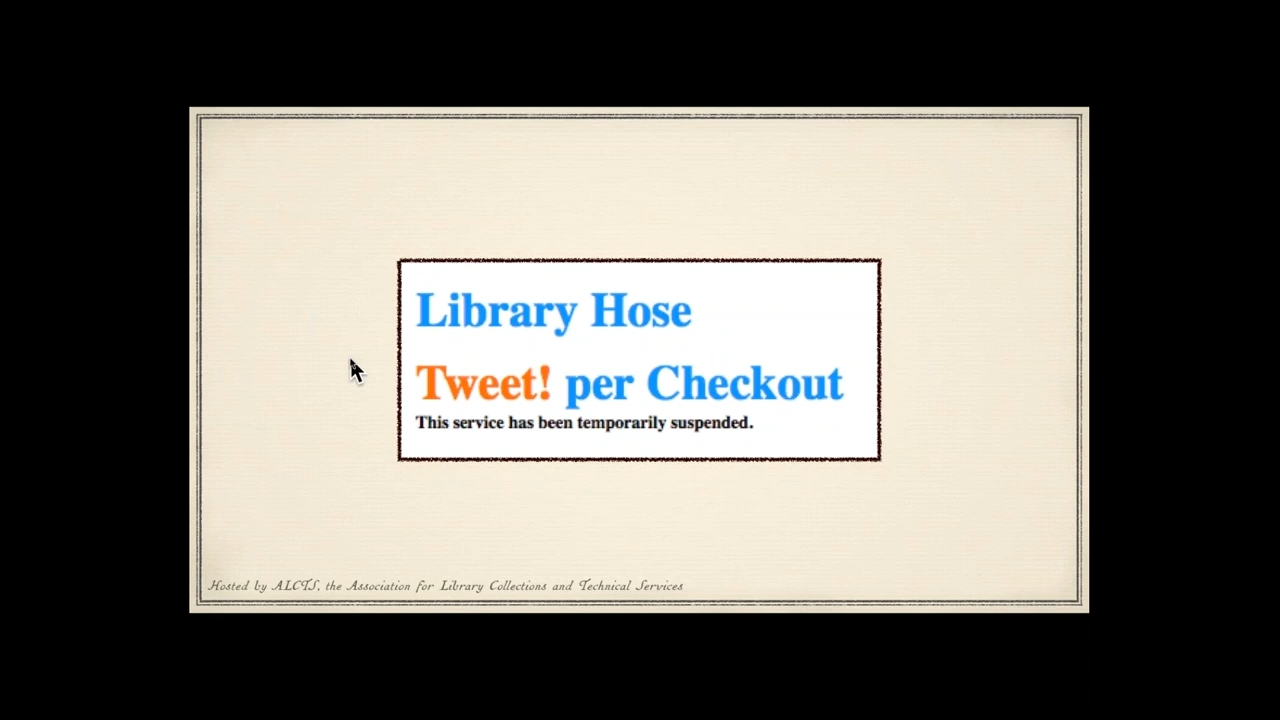 Library Hose
Tweet! per Checkout
This service has been temporarily suspended.
Hosted by ALCTS, the Association for Library Collections and Technical Services